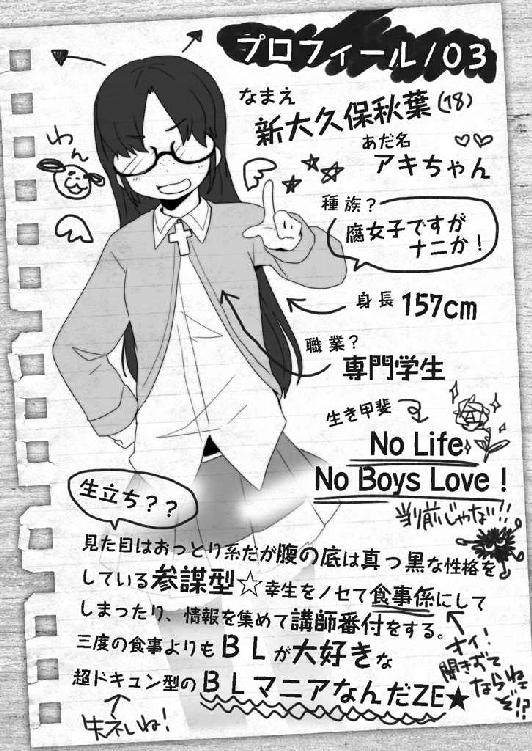 プロフィール/03
なまえ
新大久保秋葉(18)
あだ名
アキちゃん
わん
種族?
腐女子ですが
ナニか!
身長 157cm
職業?
専門学生
生き甲斐
No Life
No Boys Love!
当り前じゃない!!
生立ち??
見た目はおっとり系だが腹の底は真っ黒な性格を
している参謀型☆幸生をノセて食事係にして
しまったり、情報を集めて講師番付をする。
三度の食事よりもBLが大好きな
超ドキュン型のBLマニアなんだZE★
オイ!
聞きずて
ならねーぞ!?